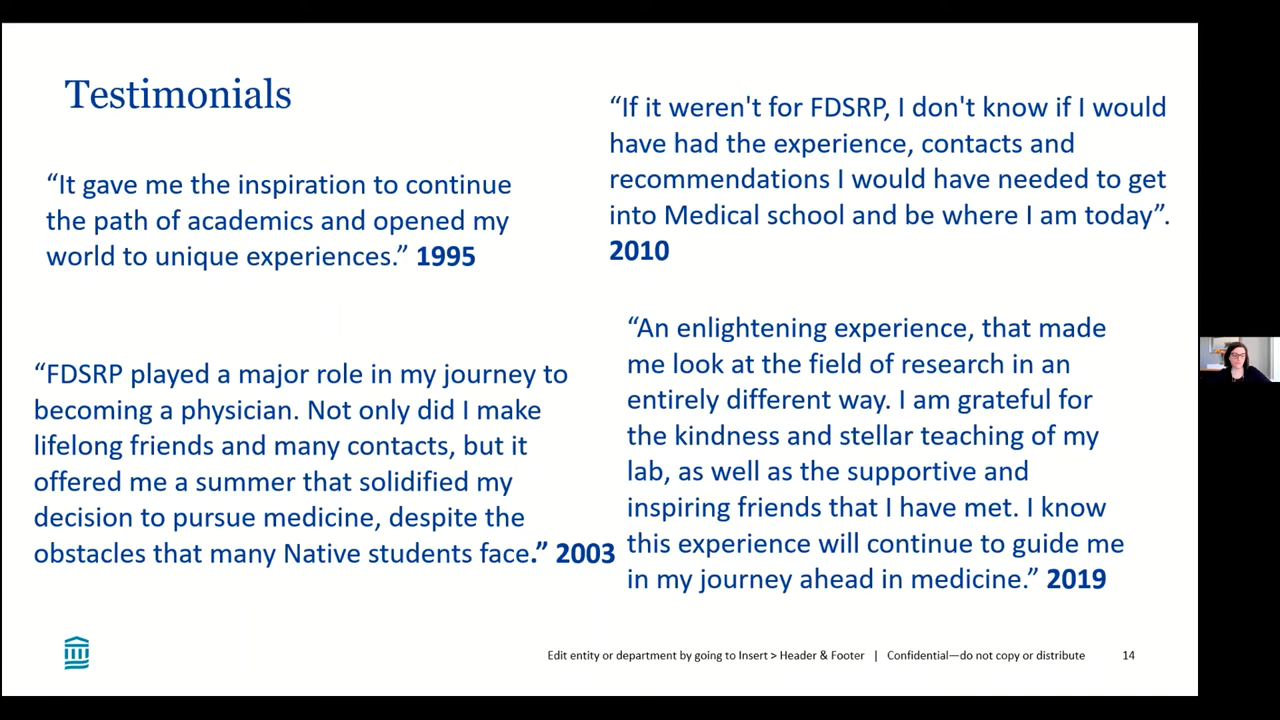 Testimonials
“It gave me the inspiration to continue
the path of academics and opened my
world to unique experiences.” 1995
“FDSRP played a major role in my journey to
becoming a physician. Not only did I make
lifelong friends and many contacts, but it
offered me a summer that solidified my
decision to pursue medicine, despite the
obstacles that many Native students face.” 2003
“If it weren't for FDSRP, I don't know if I would
have had the experience, contacts and
recommendations I would have needed to get
into Medical school and be where I am today”.
2010
“An enlightening experience, that made
me look at the field of research in an
entirely different way. I am grateful for
the kindness and stellar teaching of my
lab, as well as the supportive and
inspiring friends that I have met. I know
this experience will continue to guide me
in my journey ahead in medicine.” 2019
Edit entity or department by going to Insert > Header & Footer | Confidential—do not copy or distribute 14